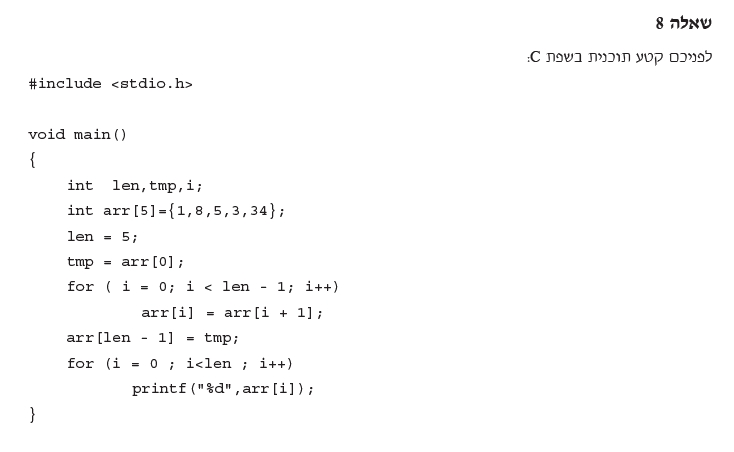 שאלה 8
לפניכם קטע תוכנית בשפת C:
#include <stdio.h>
void main()
{
int  len,tmp,i;
int arr[5]={1,8,5,3,34};
len = 5;
tmp = arr[0];
for ( i = 0; i < len - 1; i++)
arr[i] = arr[i + 1];
arr[len - 1] = tmp;
for (i = 0 ; i<len ; i++)
printf("%d",arr[i]);
}